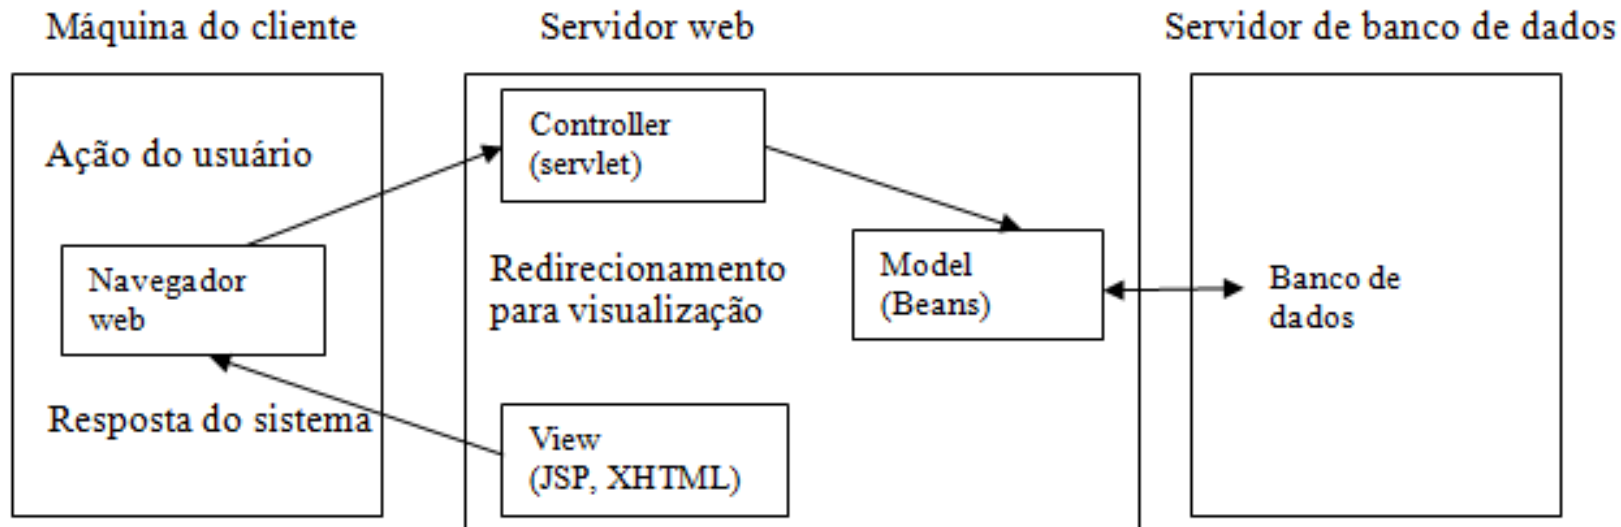 Máquina do cliente
Servidor web
Servidor de banco de dados
Ação do usuário
Navegador
web
Resposta do sistema
Controller
(servlet)
Redirecionamento
para visualização
Model
(Beans)
View
(JSP, XHTML)
Banco de
dados